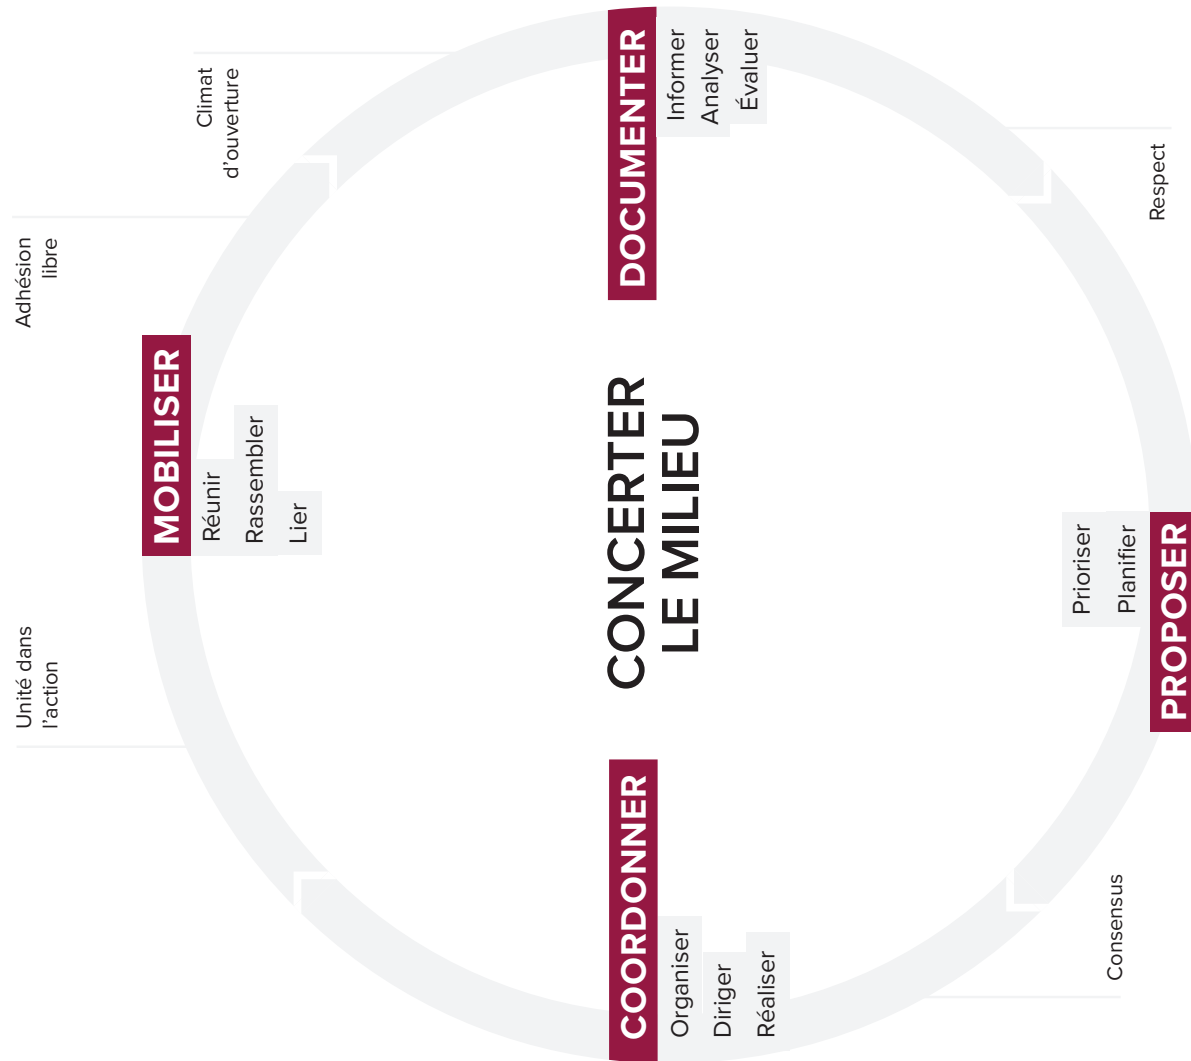 Unité dans
l'action
Adhésion
libre
MOBILISER
Réunir
Rassembler
Lier
Climat
d'ouverture
COORDONNER
Organiser
Diriger
Réaliser
CONCERTER
LE MILIEU
DOCUMENTER
Informer
Analyser
Évaluer
Consensus
Prioriser
Planifier
PROPOSER
Respect